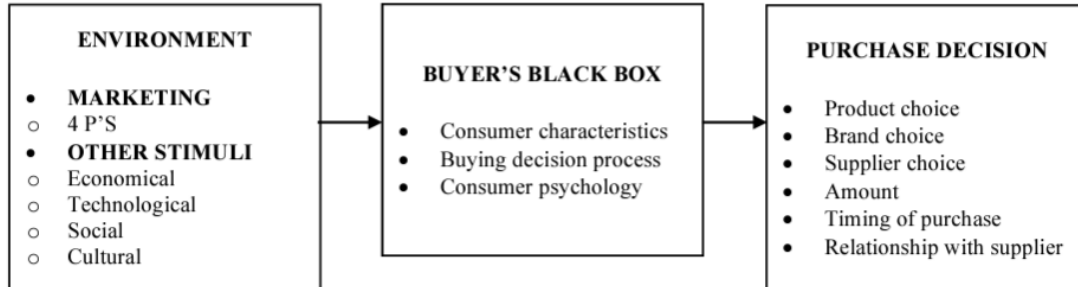 ENVIRONMENT
• MARKETING
o 4 P'S
• OTHER STIMULI
o Economical
o Technological
o Social
o Cultural
BUYER'S BLACK BOX
• Consumer characteristics
• Buying decision process
• Consumer psychology
PURCHASE DECISION
• Product choice
• Brand choice
• Supplier choice
• Amount
• Timing of purchase
• Relationship with supplier